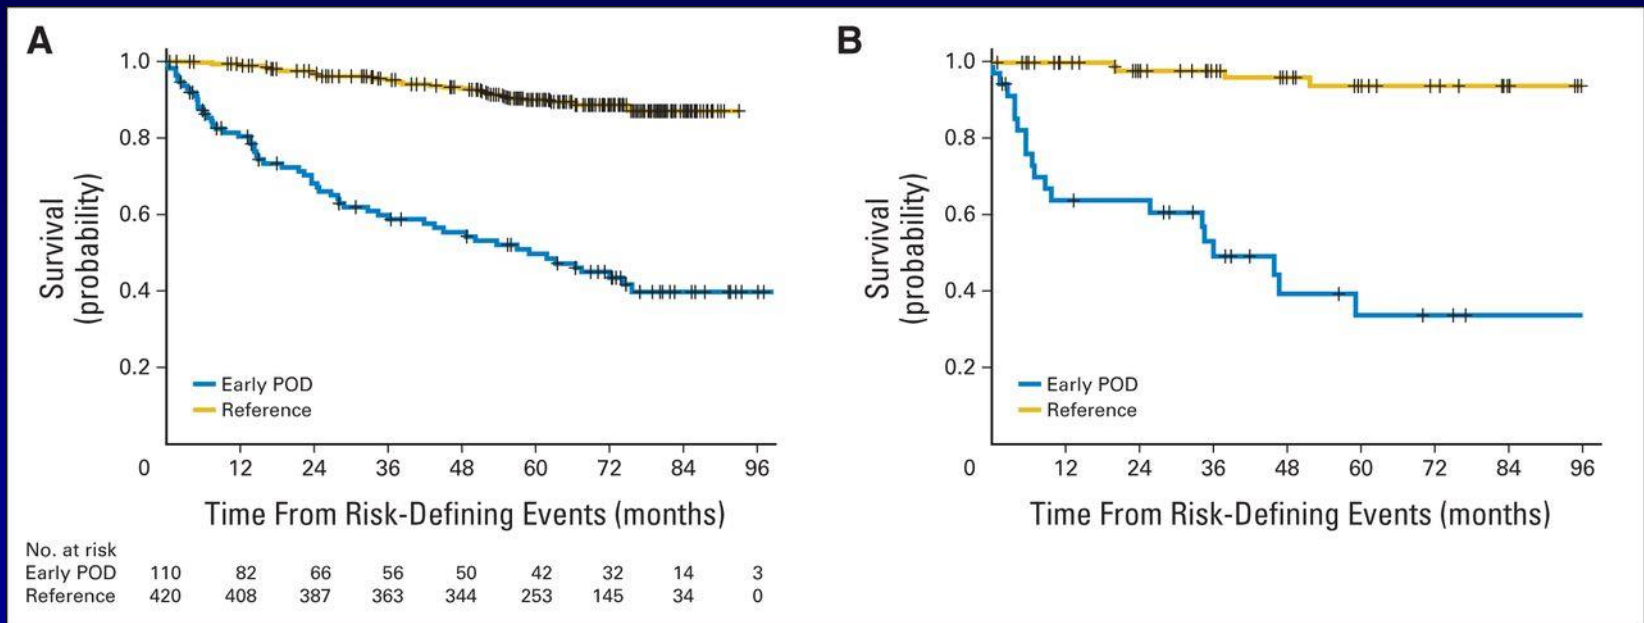 A
1.0
0.8
0.6
0.4
0.2
Survival
(probability)
Early POD
Reference
0 12 24 36 48 60 72 84 96
Time From Risk-Defining Events (months)
No. at risk
Early POD 110 82 66 56 50 42 32 14 3
Reference 420 408 387 363 344 253 145 34 0
B
1.0
0.8
0.6
0.4
0.2
Survival
(probability)
Early POD
Reference
0 12 24 36 48 60 72 84 96
Time From Risk-Defining Events (months)